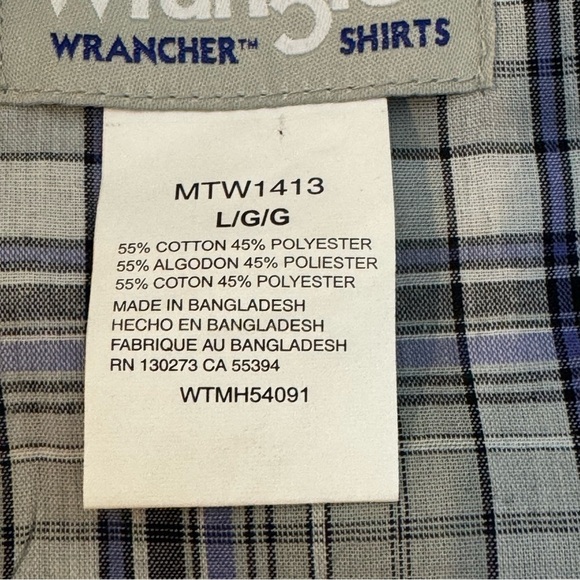 Wrangler
WRANCHER™ SHIRTS
MTW1413
L/G/G
55% COTTON 45% POLYESTER
55% ALGODON 45% POLIESTER
55% COTON 45% POLYESTER
MADE IN BANGLADESH
HECHO EN BANGLADESH
FABRIQUE AU BANGLADESH
RN 130273 CA 55394
WTMH54091